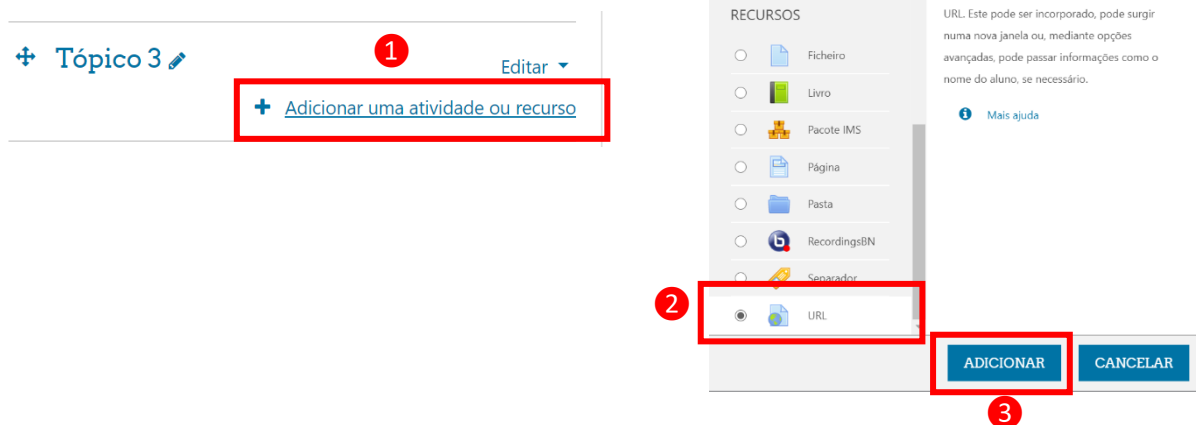 Tópico 3
1
Editar
Adicionar uma atividade ou recurso
RECURSOS
Ficheiro
Livro
Pacote IMS
Página
Pasta
RecordingsBN
Separador
2
URL
URL. Este pode ser incorporado, pode surgir
numa nova janela ou, mediante opções
avançadas, pode passar informações como o
nome do aluno, se necessário.
Mais ajuda
ADICIONAR
CANCELAR
3